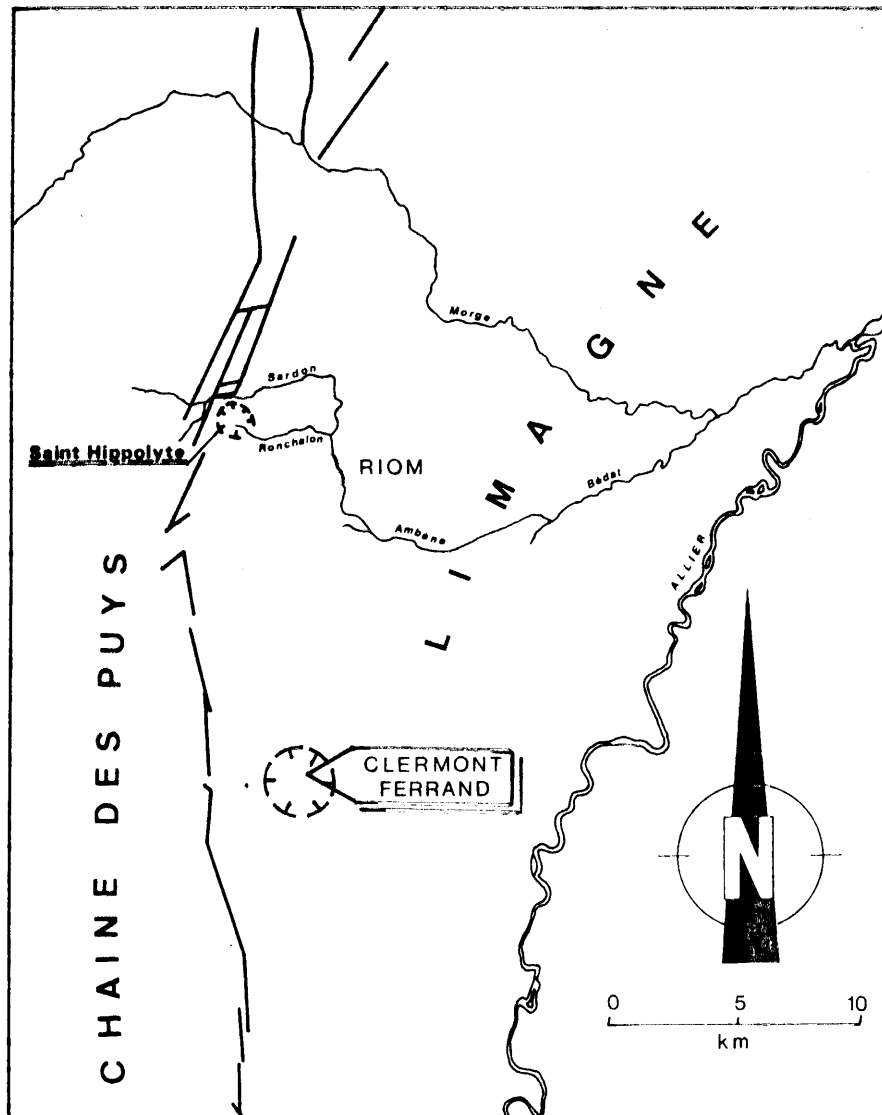 LIMAGNE
Morge
Sardon
Saint Hippolyte
Ronchalon
RIOM
Ambène
Bédat
ALLIER
CHAINE DES PUYS
CLERMONT
FERRAND
N
0 5 10
km